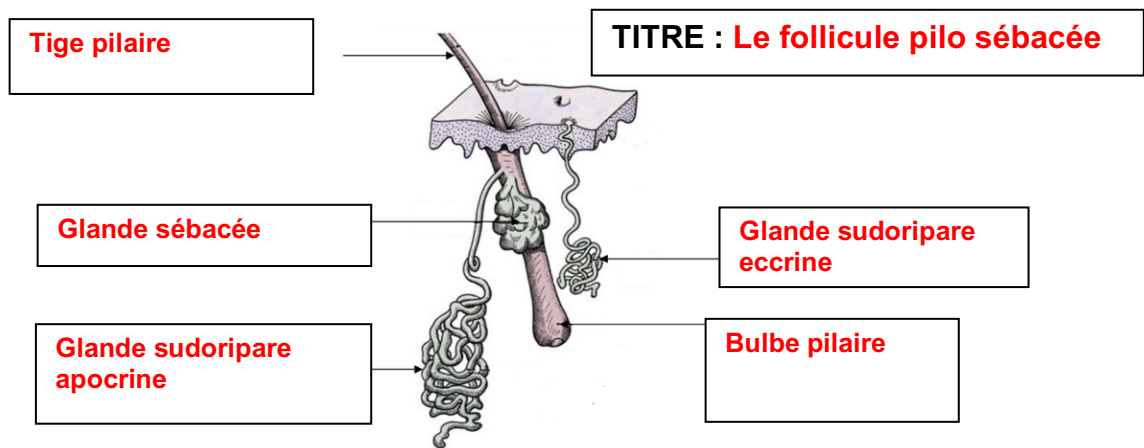 TITRE : Le follicule pilo sébacée
Tige pilaire
Glande sébacée
Glande sudoripare
eccrine
Glande sudoripare
apocrine
Bulbe pilaire